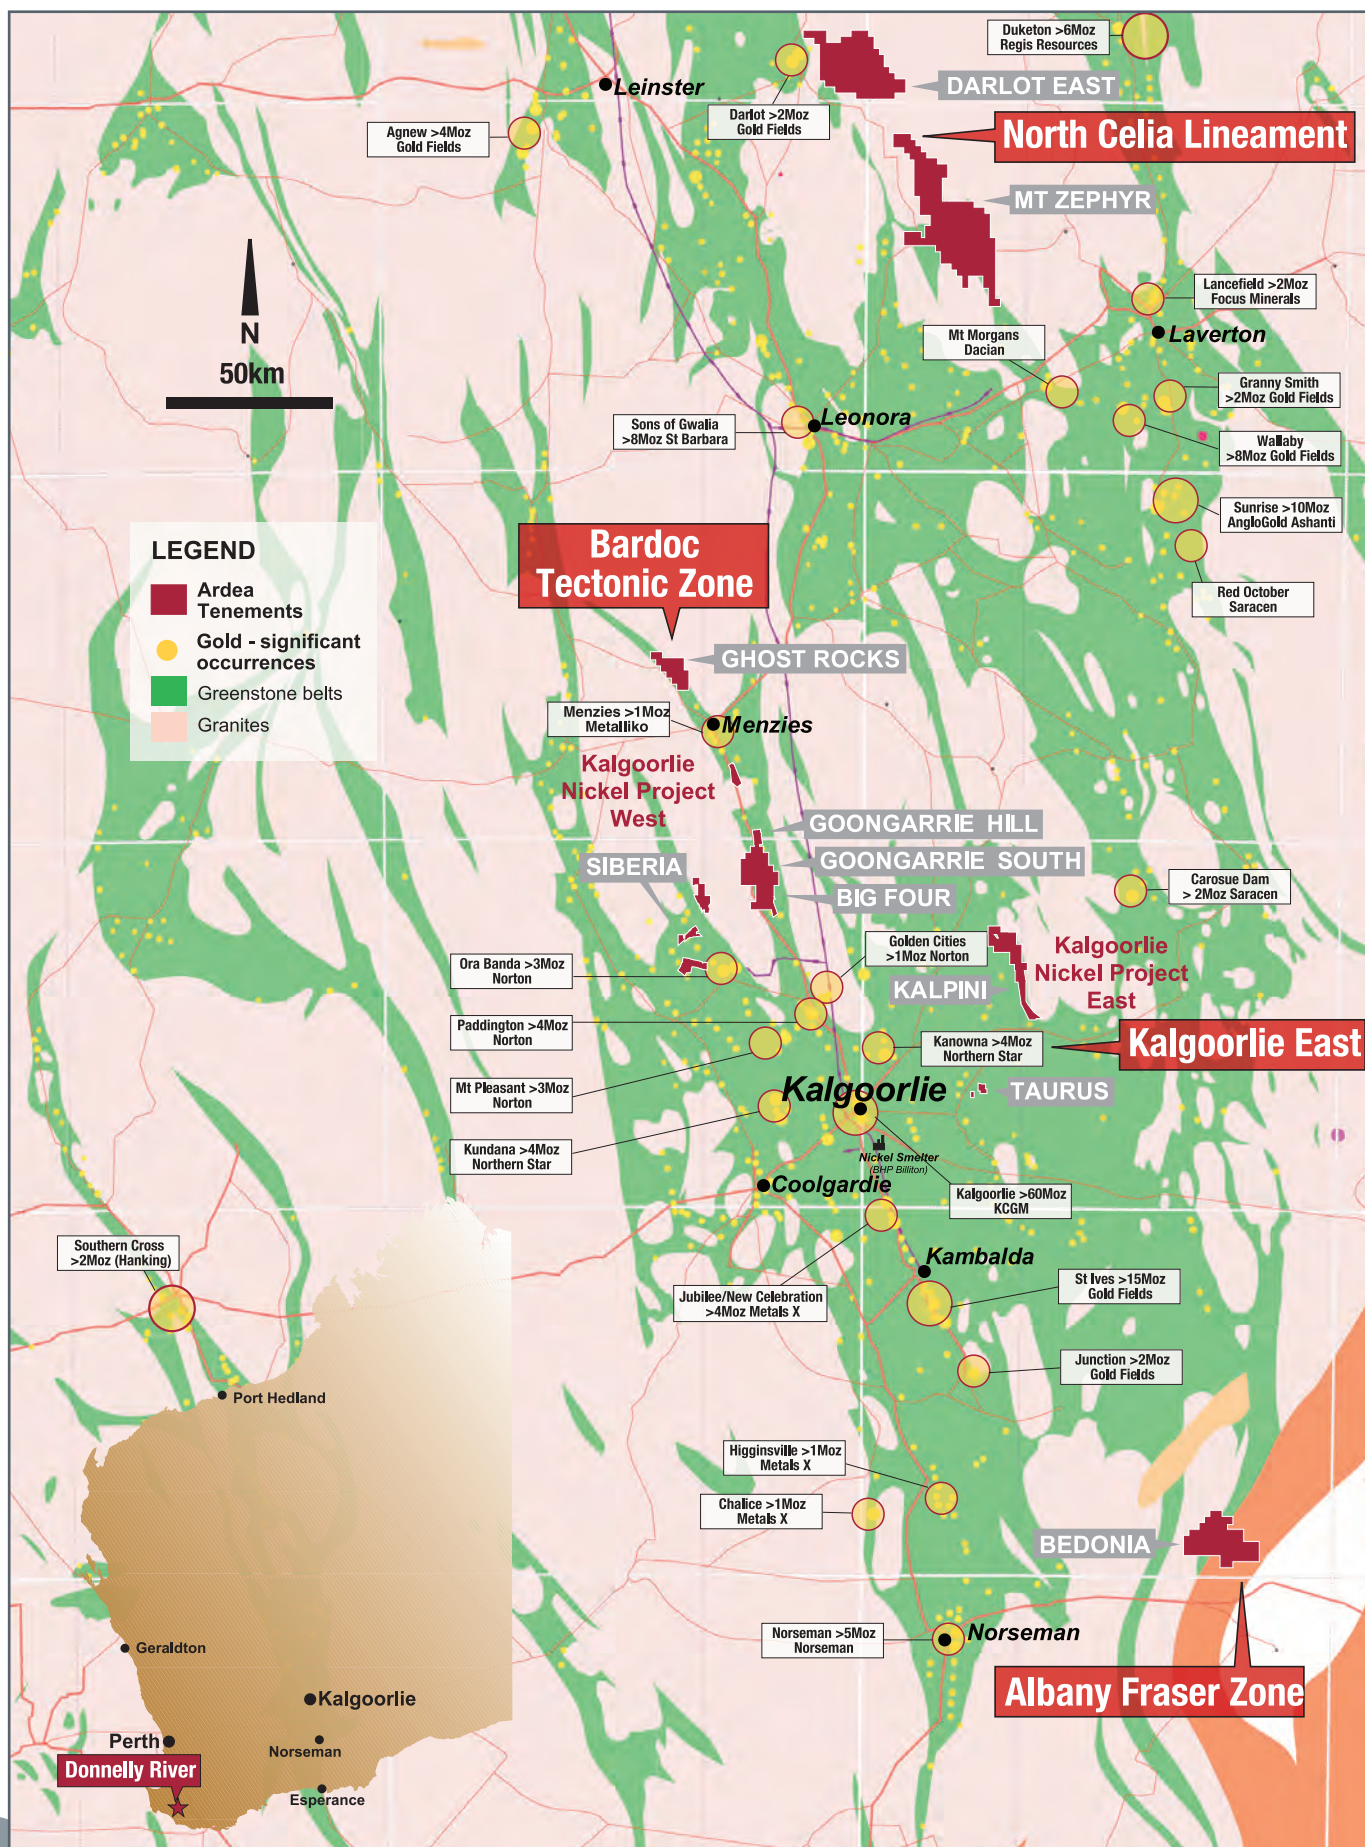 Duketon >6Moz
Regis Resources
Leinster
DARLOT EAST
Darlot >2Moz
Gold Fields
Agnew >4Moz
Gold Fields
North Celia Lineament
MT ZEPHYR
N
50km
Lancefield >2Moz
Focus Minerals
Laverton
Mt Morgans
Dacian
Granny Smith
>2Moz Gold Fields
Leonora
Sons of Gwalia
>8Moz St Barbara
Wallaby
>8Moz Gold Fields
Sunrise >10Moz
AngloGold Ashanti
Red October
Saracen
LEGEND
Ardea
Tenements
Gold - significant
occurrences
Greenstone belts
Granites
Bardoc
Tectonic Zone
GHOST ROCKS
Menzies >1Moz
Metalliko
Menzies
Kalgoorlie
Nickel Project
West
GOONGARRIE HILL
GOONGARRIE SOUTH
BIG FOUR
SIBERIA
Carosue Dam
> 2Moz Saracen
Golden Cities
>1Moz Norton
Kalgoorlie
Nickel Project
East
KALPINI
Ora Banda >3Moz
Norton
Paddington >4Moz
Norton
Kanowna >4Moz
Northern Star
Kalgoorlie East
Mt Pleasant >3Moz
Norton
Kalgoorlie
TAURUS
Kundana >4Moz
Northern Star
Nickel Smelter
(BHP Billiton)
Coolgardie
Kalgoorlie >60Moz
KCGM
Southern Cross
>2Moz (Hanking)
Kambalda
Jubilee/New Celebration
>4Moz Metals X
St Ives >15Moz
Gold Fields
Junction >2Moz
Gold Fields
Higginsville >1Moz
Metals X
Chalice >1Moz
Metals X
BEDONIA
Norseman >5Moz
Norseman
Norseman
Albany Fraser Zone
Port Hedland
Geraldton
Kalgoorlie
Perth
Norseman
Donnelly River
Esperance